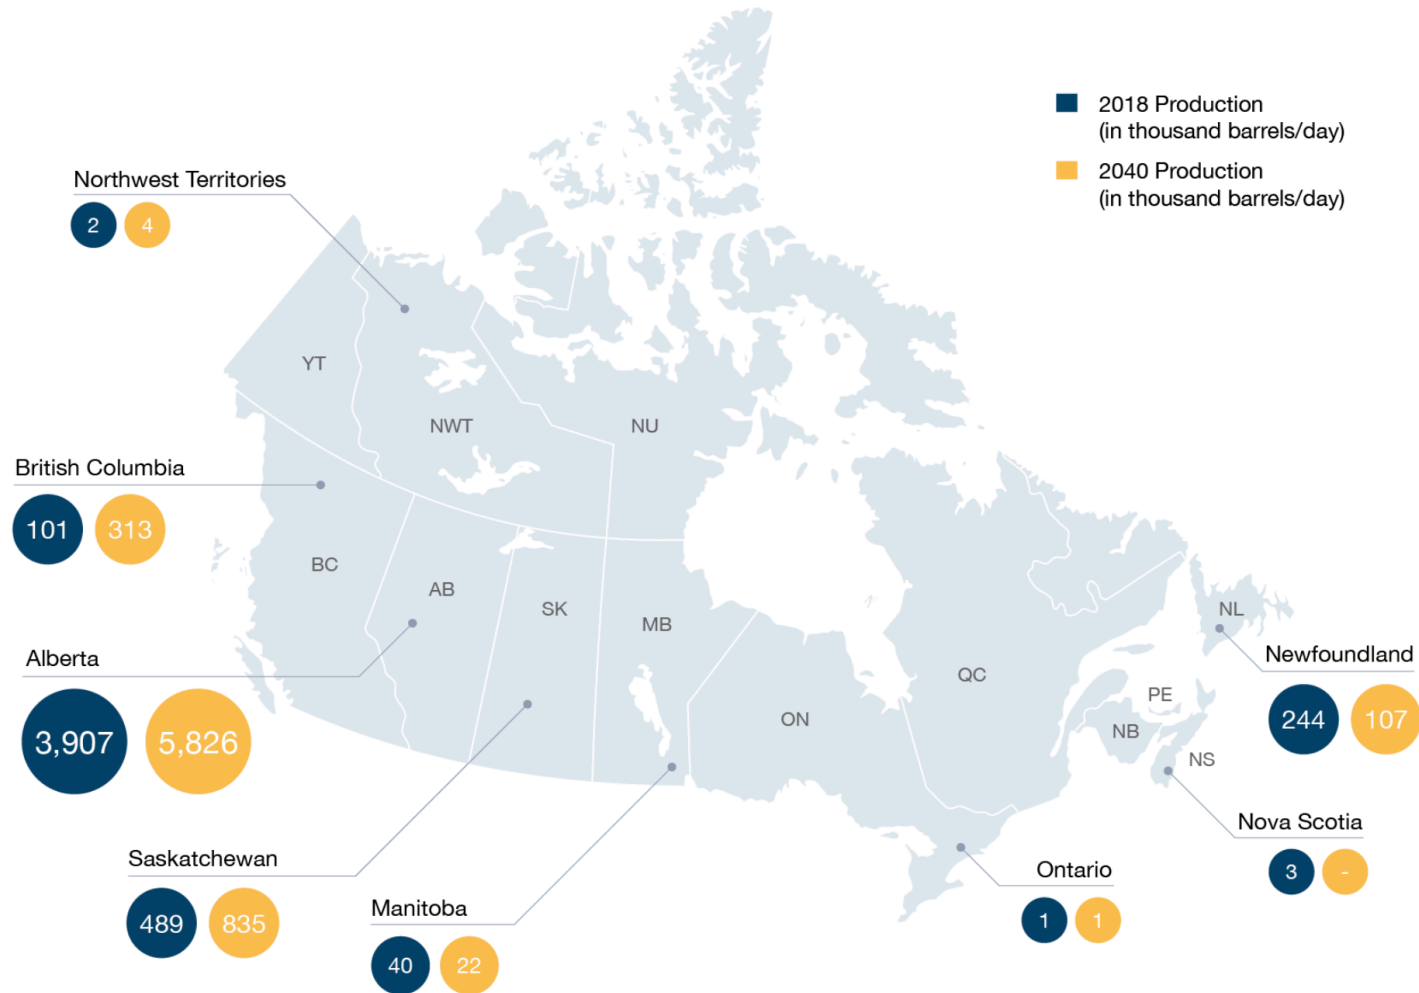 2018 Production
(in thousand barrels/day)
2040 Production
(in thousand barrels/day)
Northwest Territories
2 4
YT
NWT
NU
British Columbia
101 313
BC
AB
SK
MB
ON
QC
NL
PE
NB
NS
Alberta
3,907 5,826
Newfoundland
244 107
Saskatchewan
489 835
Manitoba
40 22
Ontario
1 1
Nova Scotia
3 -